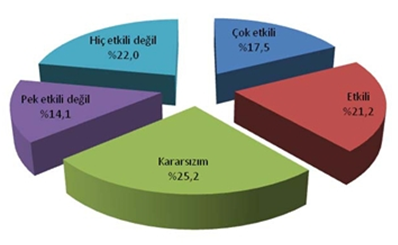 Hiç etkili değil
%22,0
Çok etkili
%17,5
Pek etkili değil
%14,1
Etkili
%21,2
Kararsızım
%25,2